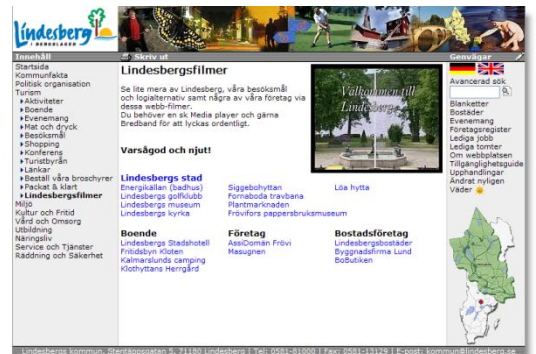 Lindesberg
I BERGSLAGEN
Innehåll
Skriv ut
Genvägar
Startsida
Kommunfakta
Politisk organisation
Turism
Aktiviteter
Boende
Evenemang
Mat och dryck
Besöksmål
Shopping
Konferens
Turistbyrån
Länkar
Beställ våra broschyrer
Packat & klart
Lindesbergsfilmer
Miljö
Kultur och Fritid
Vård och Omsorg
Utbildning
Näringsliv
Service och Tjänster
Räddning och Säkerhet
Lindesbergsfilmer
Se lite mera av Lindesberg, våra besöksmål
och logialternativ samt några av våra företag via
dessa webb-filmer.
Du behöver en sk Media player och gärna
Bredband för att lyckas ordentligt.
Varsågod och njut!
Välkommen till
Lindesberg
Lindesbergs stad
Energikällan (badhus)
Lindesbergs golfklubb
Lindesbergs museum
Lindesbergs kyrka
Siggebohyttan
Fornaboda travbana
Plantmarknaden
Frövifors pappersbruksmuseum
Löa hytta
Boende
Lindesbergs Stadshotell
Fritidsbyn Kloten
Kalmarslunds camping
Klothyttans Herrgård
Företag
AssiDomän Frövi
Masugnen
Bostadsföretag
Lindesbergsbostäder
Byggnadsfirma Lund
BoButiken
Avancerad sök
Blanketter
Bostäder
Evenemang
Företagsregister
Lediga jobb
Lediga tomter
Om webbplatsen
Tillgänglighetsguide
Upphandlingar
Ändrat nyligen
Väder
Lindesbergs kommun, Stentäppsgatan 5, 71180 Lindesberg | Tel: 0581-81000 | Fax: 0581-13129 | E-post: kommun@lindesberg.se